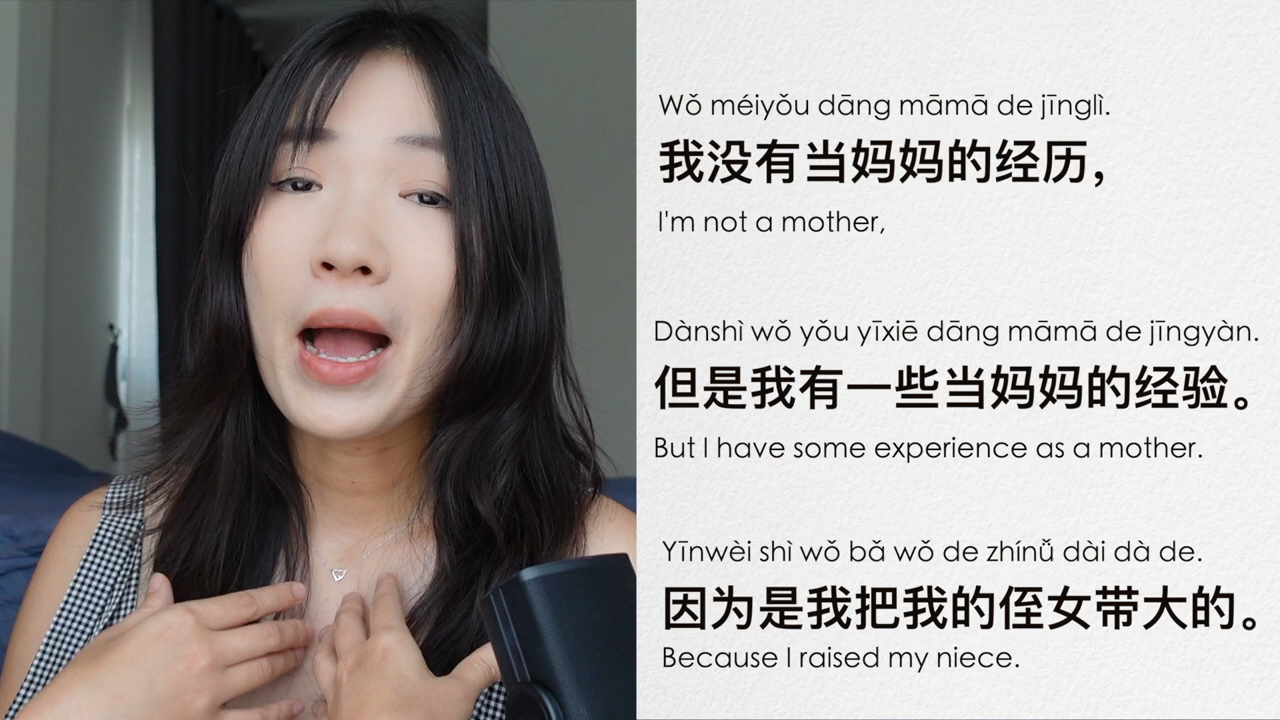 Wǒ méiyǒu dāng māmā de jīnglì.
我没有当妈妈的经历，
I'm not a mother,
Dànshì wǒ yǒu yīxiē dāng māmā de jīngyàn.
但是我有一些当妈妈的经验。
But I have some experience as a mother.
Yīnwèi shì wǒ bǎ wǒ de zhínǚ dài dà de.
因为是我把我的侄女带大的。
Because I raised my niece.